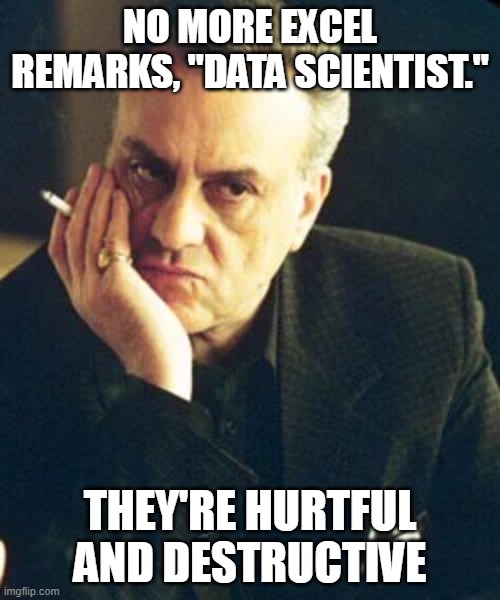 NO MORE EXCEL
REMARKS, "DATA SCIENTIST."
THEY'RE HURTFUL
AND DESTRUCTIVE
imgflip.com